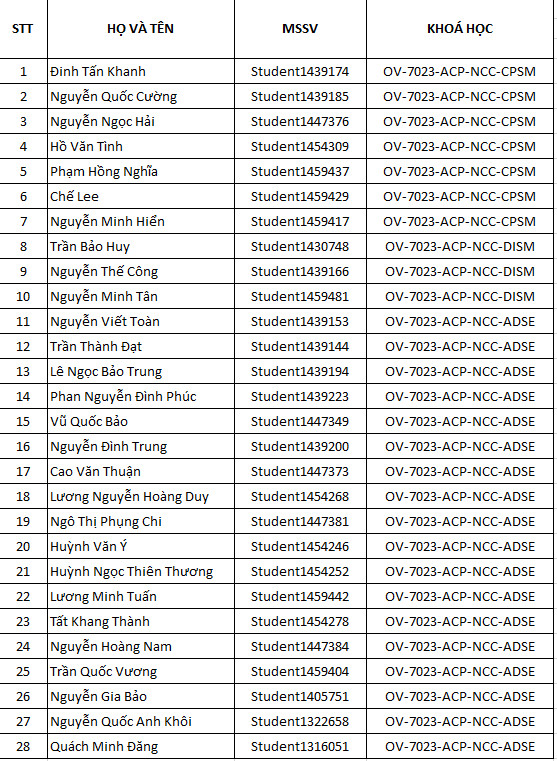 STT HỌ VÀ TÊN MSSV KHOÁ HỌC
1 Đinh Tấn Khanh Student1439174 OV-7023-ACP-NCC-CPSM
2 Nguyễn Quốc Cường Student1439185 OV-7023-ACP-NCC-CPSM
3 Nguyễn Ngọc Hải Student1447376 OV-7023-ACP-NCC-CPSM
4 Hồ Văn Tình Student1454309 OV-7023-ACP-NCC-CPSM
5 Phạm Hồng Nghĩa Student1459437 OV-7023-ACP-NCC-CPSM
6 Chế Lee Student1459429 OV-7023-ACP-NCC-CPSM
7 Nguyễn Minh Hiển Student1459417 OV-7023-ACP-NCC-CPSM
8 Trần Bảo Huy Student1430748 OV-7023-ACP-NCC-DISM
9 Nguyễn Thế Công Student1439166 OV-7023-ACP-NCC-DISM
10 Nguyễn Minh Tân Student1459481 OV-7023-ACP-NCC-DISM
11 Nguyễn Viết Toàn Student1439153 OV-7023-ACP-NCC-ADSE
12 Trần Thành Đạt Student1439144 OV-7023-ACP-NCC-ADSE
13 Lê Ngọc Bảo Trung Student1439194 OV-7023-ACP-NCC-ADSE
14 Phan Nguyễn Đình Phúc Student1439223 OV-7023-ACP-NCC-ADSE
15 Vũ Quốc Bảo Student1447349 OV-7023-ACP-NCC-ADSE
16 Nguyễn Đình Trung Student1439200 OV-7023-ACP-NCC-ADSE
17 Cao Văn Thuận Student1447373 OV-7023-ACP-NCC-ADSE
18 Lương Nguyễn Hoàng Duy Student1454268 OV-7023-ACP-NCC-ADSE
19 Ngô Thị Phụng Chi Student1447381 OV-7023-ACP-NCC-ADSE
20 Huỳnh Văn Ý Student1454246 OV-7023-ACP-NCC-ADSE
21 Huỳnh Ngọc Thiên Thương Student1454252 OV-7023-ACP-NCC-ADSE
22 Lương Minh Tuấn Student1459442 OV-7023-ACP-NCC-ADSE
23 Tất Khang Thành Student1454278 OV-7023-ACP-NCC-ADSE
24 Nguyễn Hoàng Nam Student1447384 OV-7023-ACP-NCC-ADSE
25 Trần Quốc Vương Student1459404 OV-7023-ACP-NCC-ADSE
26 Nguyễn Gia Bảo Student1405751 OV-7023-ACP-NCC-ADSE
27 Nguyễn Quốc Anh Khôi Student1322658 OV-7023-ACP-NCC-ADSE
28 Quách Minh Đăng Student1316051 OV-7023-ACP-NCC-ADSE